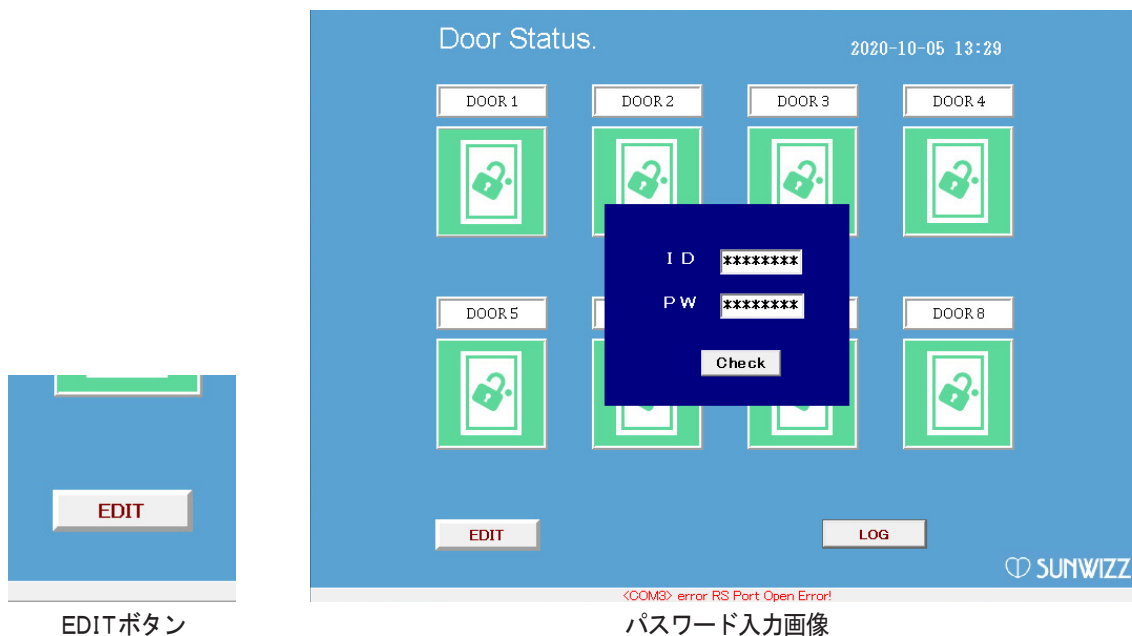 Door Status.
2020-10-05 13:29
DOOR 1
DOOR 2
DOOR 3
DOOR 4
ID ********
PW ********
Check
DOOR 5
DOOR 8
EDIT
EDIT
LOG
SUNWIZZ
<COM3> error RS Port Open Error!
EDITボタン
パスワード入力画像